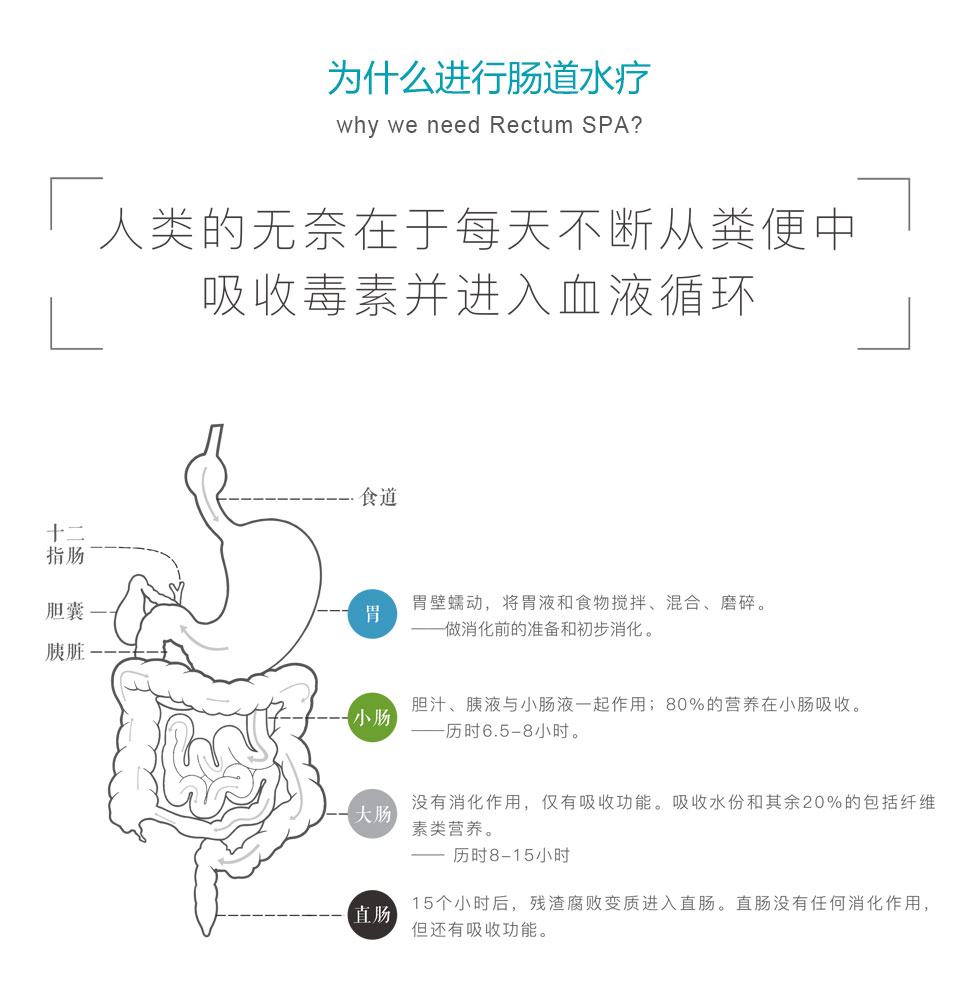 为什么进行肠道水疗
why we need Rectum SPA?
人类的无奈在于每天不断从粪便中
吸收毒素并进入血液循环
食道
十二
指肠
胆囊
胰脏
胃
胃壁蠕动，将胃液和食物搅拌、混合、磨碎。
——做消化前的准备和初步消化。
小肠
胆汁、胰液与小肠液一起作用；80%的营养在小肠吸收。
——历时6.5-8小时。
大肠
没有消化作用，仅有吸收功能。吸收水份和其余20%的包括纤维
素类营养。
—— 历时8-15小时
直肠
15个小时后，残渣腐败变质进入直肠。直肠没有任何消化作用，
但还有吸收功能。